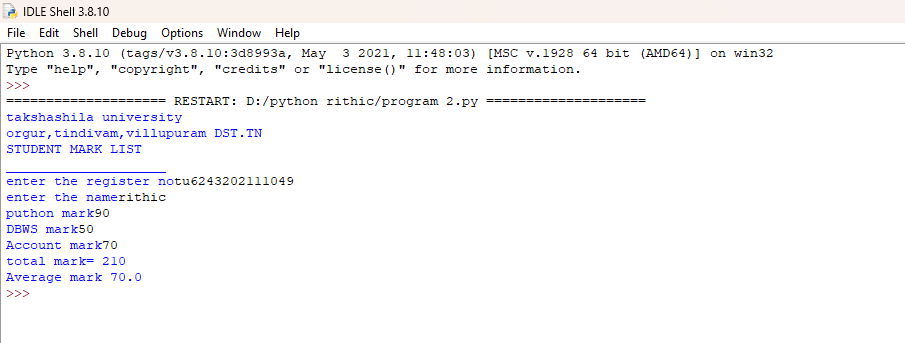 IDLE Shell 3.8.10
File Edit Shell Debug Options Window Help
Python 3.8.10 (tags/v3.8.10:3d8993a, May  3 2021, 11:48:03) [MSC v.1928 64 bit (AMD64)] on win32
Type "help", "copyright", "credits" or "license()" for more information.
>>>
==================== RESTART: D:/python rithic/program 2.py ====================
takshashila university
orgur,tindivam,villupuram DST.TN
STUDENT MARK LIST
____________________
enter the register notu6243202111049
enter the namerithic
puthon mark90
DBWS mark50
Account mark70
total mark= 210
Average mark 70.0
>>>